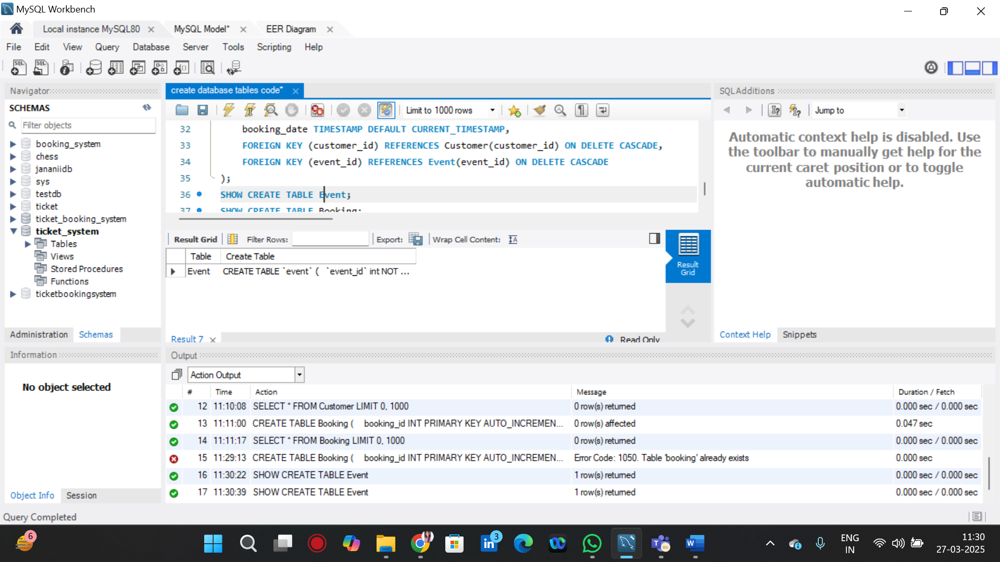 MySQL Workbench
Local instance MySQL80
MySQL Model*
EER Diagram
File Edit View Query Database Server Tools Scripting Help
Navigator
SCHEMAS
Filter objects
booking_system
chess
jananiidb
sys
testdb
ticket
ticket_booking_system
ticket_system
Tables
Views
Stored Procedures
Functions
ticketbookingsystem
Administration Schemas
Information
No object selected
Object Info Session
Query Completed
create database tables code*
Limit to 1000 rows
32 booking_date TIMESTAMP DEFAULT CURRENT_TIMESTAMP,
33 FOREIGN KEY (customer_id) REFERENCES Customer(customer_id) ON DELETE CASCADE,
34 FOREIGN KEY (event_id) REFERENCES Event(event_id) ON DELETE CASCADE
35 );
36 SHOW CREATE TABLE Event;
37 SHOW CREATE TABLE Booking;
Result Grid Filter Rows: Export: Wrap Cell Content:
Table Create Table
Event CREATE TABLE `event` ( `event_id` int NOT ...
Result
Grid
Result 7
Read Only
SQLAdditions
Jump to
Automatic context help is disabled. Use
the toolbar to manually get help for the
current caret position or to toggle
automatic help.
Context Help Snippets
Output
Action Output
# Time Action Message Duration / Fetch
12 11:10:08 SELECT * FROM Customer LIMIT 0, 1000 0 row(s) returned 0.000 sec / 0.000 sec
13 11:11:00 CREATE TABLE Booking ( booking_id INT PRIMARY KEY AUTO_INCREMEN... 0 row(s) affected 0.047 sec
14 11:11:17 SELECT * FROM Booking LIMIT 0, 1000 0 row(s) returned 0.000 sec / 0.000 sec
15 11:29:13 CREATE TABLE Booking ( booking_id INT PRIMARY KEY AUTO_INCREMEN... Error Code: 1050. Table 'booking' already exists 0.000 sec
16 11:30:22 SHOW CREATE TABLE Event 1 row(s) returned 0.000 sec / 0.000 sec
17 11:30:39 SHOW CREATE TABLE Event 1 row(s) returned 0.000 sec / 0.000 sec
6
3
ENG
IN
11:30
27-03-2025